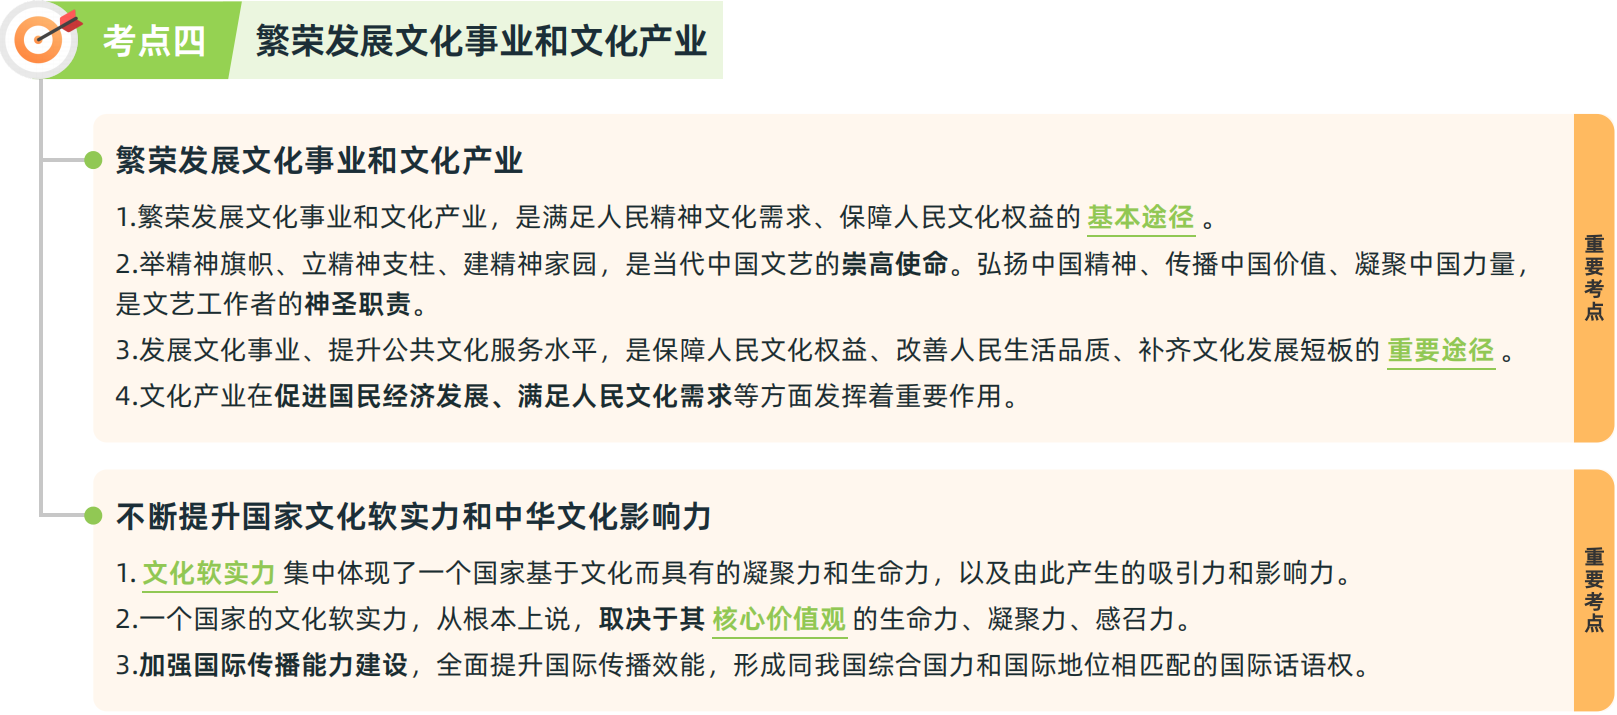 考点四 繁荣发展文化事业和文化产业
繁荣发展文化事业和文化产业
1.繁荣发展文化事业和文化产业，是满足人民精神文化需求、保障人民文化权益的 基本途径 。
2.举精神旗帜、立精神支柱、建精神家园，是当代中国文艺的崇高使命。弘扬中国精神、传播中国价值、凝聚中国力量，
是文艺工作者的神圣职责。
3.发展文化事业、提升公共文化服务水平，是保障人民文化权益、改善人民生活品质、补齐文化发展短板的 重要途径 。
4.文化产业在促进国民经济发展、满足人民文化需求等方面发挥着重要作用。
重要考点
不断提升国家文化软实力和中华文化影响力
1. 文化软实力 集中体现了一个国家基于文化而具有的凝聚力和生命力，以及由此产生的吸引力和影响力。
2.一个国家的文化软实力，从根本上说，取决于其 核心价值观 的生命力、凝聚力、感召力。
3.加强国际传播能力建设，全面提升国际传播效能，形成同我国综合国力和国际地位相匹配的国际话语权。
重要考点